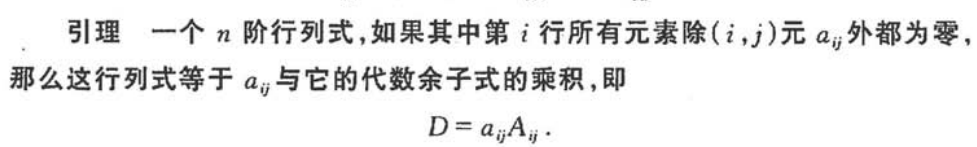 引理 一个 n 阶行列式,如果其中第 i 行所有元素除(i,j)元 a_{ij}外都为零,
那么这行列式等于 a_{ij}与它的代数余子式的乘积,即
D = a_{ij}A_{ij}.